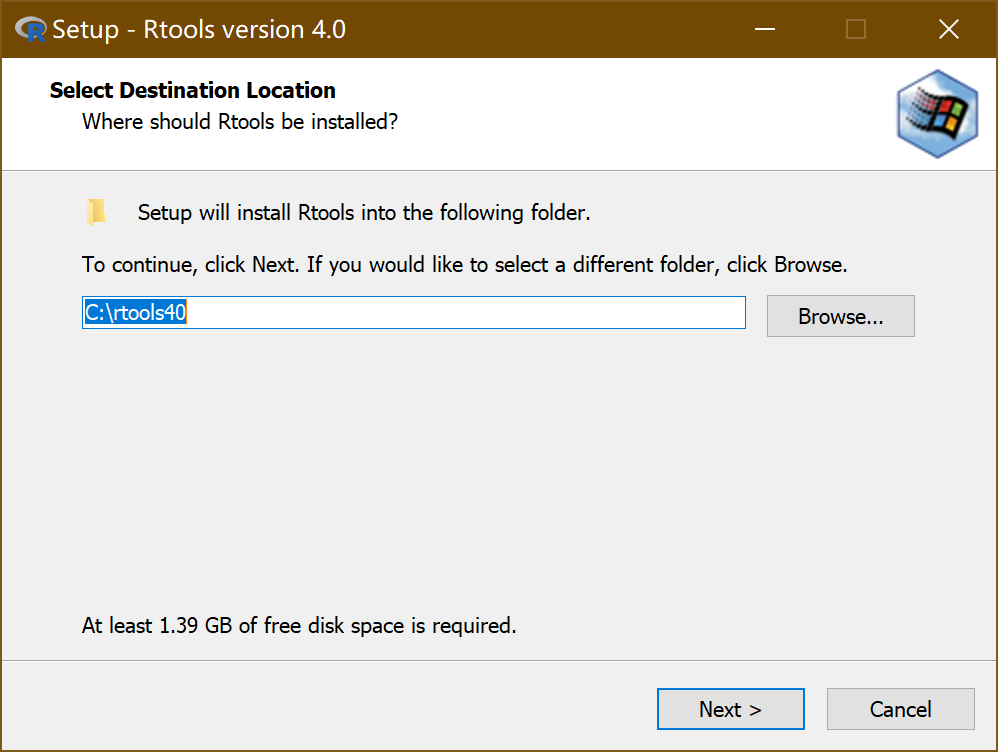 Setup - Rtools version 4.0
Select Destination Location
Where should Rtools be installed?
Setup will install Rtools into the following folder.
To continue, click Next. If you would like to select a different folder, click Browse.
C:\rtools40
Browse...
At least 1.39 GB of free disk space is required.
Next >
Cancel